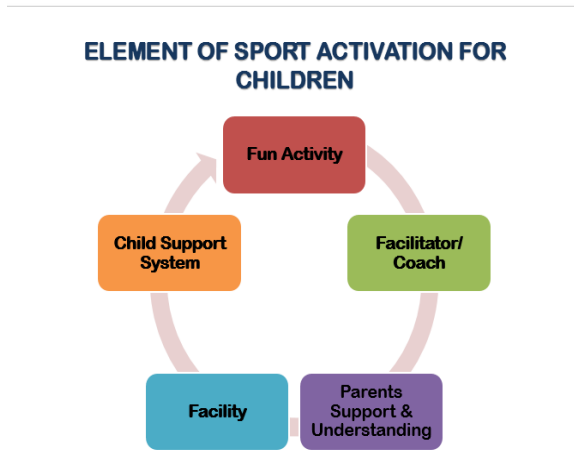 ELEMENT OF SPORT ACTIVATION FOR
CHILDREN
Fun Activity
Facilitator/
Coach
Parents
Support &
Understanding
Facility
Child Support
System